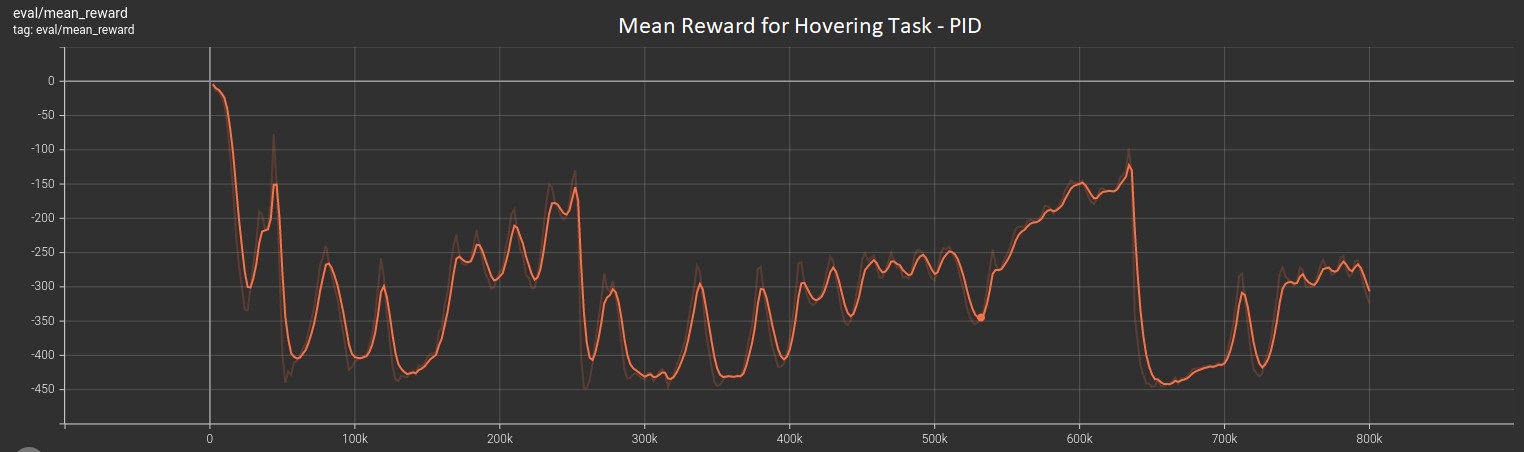 eval/mean_reward
tag: eval/mean_reward
Mean Reward for Hovering Task - PID
0
-50
-100
-150
-200
-250
-300
-350
-400
-450
0 100k 200k 300k 400k 500k 600k 700k 800k